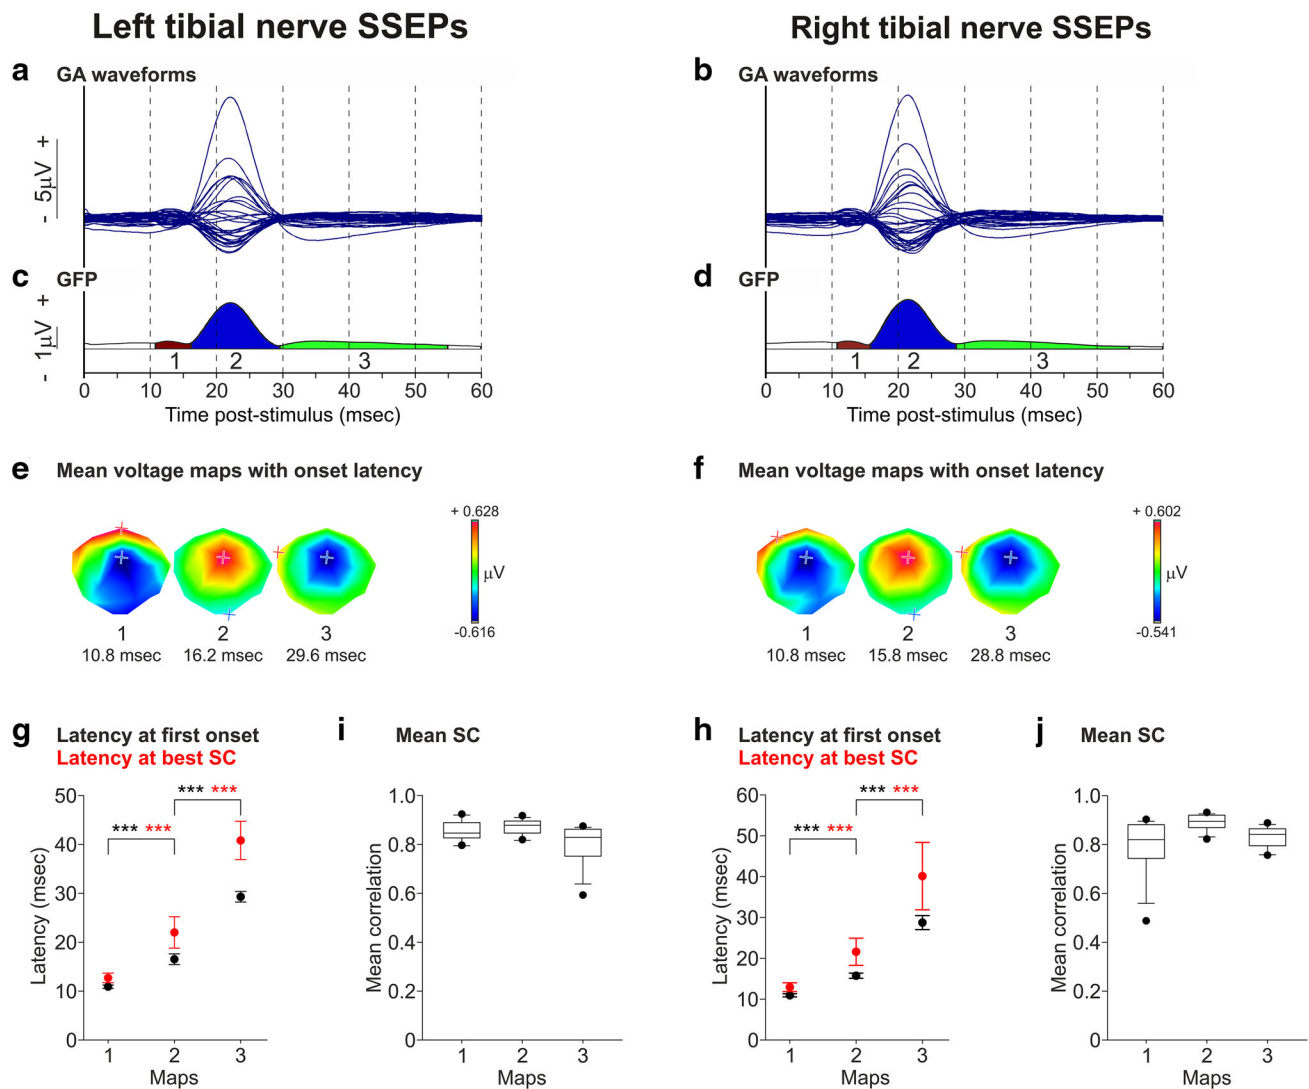 Left tibial nerve SSEPs
a GA waveforms
- 5µV +
c GFP
- 1µV +
1 2 3
0 10 20 30 40 50 60
Time post-stimulus (msec)
Right tibial nerve SSEPs
b GA waveforms
d GFP
1 2 3
0 10 20 30 40 50 60
Time post-stimulus (msec)
e Mean voltage maps with onset latency
+ 0.628
µV
-0.616
1 2 3
10.8 msec 16.2 msec 29.6 msec
f Mean voltage maps with onset latency
+ 0.602
µV
-0.541
1 2 3
10.8 msec 15.8 msec 28.8 msec
g Latency at first onset
Latency at best SC
*** ***
*** ***
50
40
30
20
10
0
Latency (msec)
1 2 3
Maps
i Mean SC
1.0
0.8
0.6
0.4
0.2
0
Mean correlation
1 2 3
Maps
h Latency at first onset
Latency at best SC
*** ***
*** ***
60
50
40
30
20
10
0
Latency (msec)
1 2 3
Maps
j Mean SC
1.0
0.8
0.6
0.4
0.2
0
Mean correlation
1 2 3
Maps